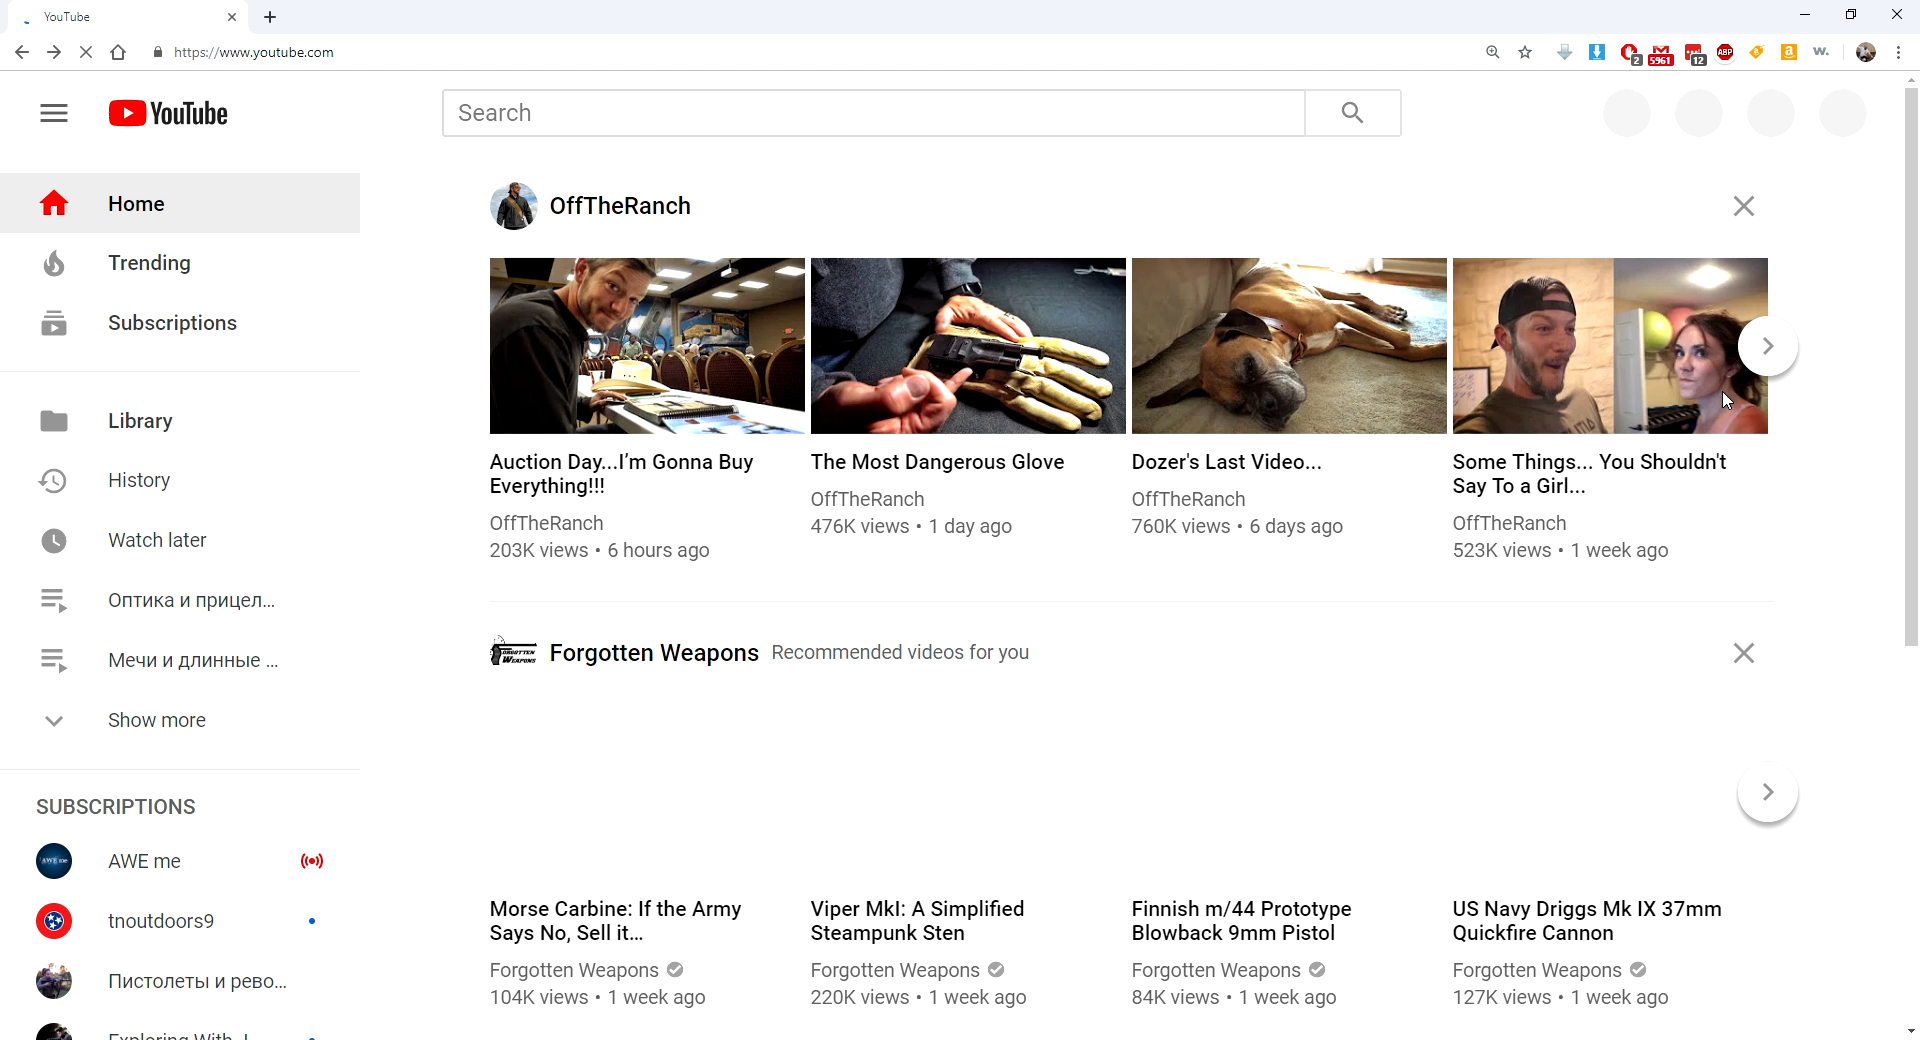 YouTube
https://www.youtube.com
2
5961
12
ABP
a
w.
YouTube
Search
Home
Trending
Subscriptions
Library
History
Watch later
Оптика и прицел...
Мечи и длинные ...
Show more
SUBSCRIPTIONS
AWE me
tnoutdoors9
Пистолеты и рево...
OffTheRanch
Auction Day...I’m Gonna Buy
Everything!!!
OffTheRanch
203K views • 6 hours ago
The Most Dangerous Glove
OffTheRanch
476K views • 1 day ago
Dozer's Last Video...
OffTheRanch
760K views • 6 days ago
Some Things... You Shouldn't
Say To a Girl...
OffTheRanch
523K views • 1 week ago
Forgotten Weapons Recommended videos for you
Morse Carbine: If the Army
Says No, Sell it...
Forgotten Weapons
104K views • 1 week ago
Viper MkI: A Simplified
Steampunk Sten
Forgotten Weapons
220K views • 1 week ago
Finnish m/44 Prototype
Blowback 9mm Pistol
Forgotten Weapons
84K views • 1 week ago
US Navy Driggs Mk IX 37mm
Quickfire Cannon
Forgotten Weapons
127K views • 1 week ago